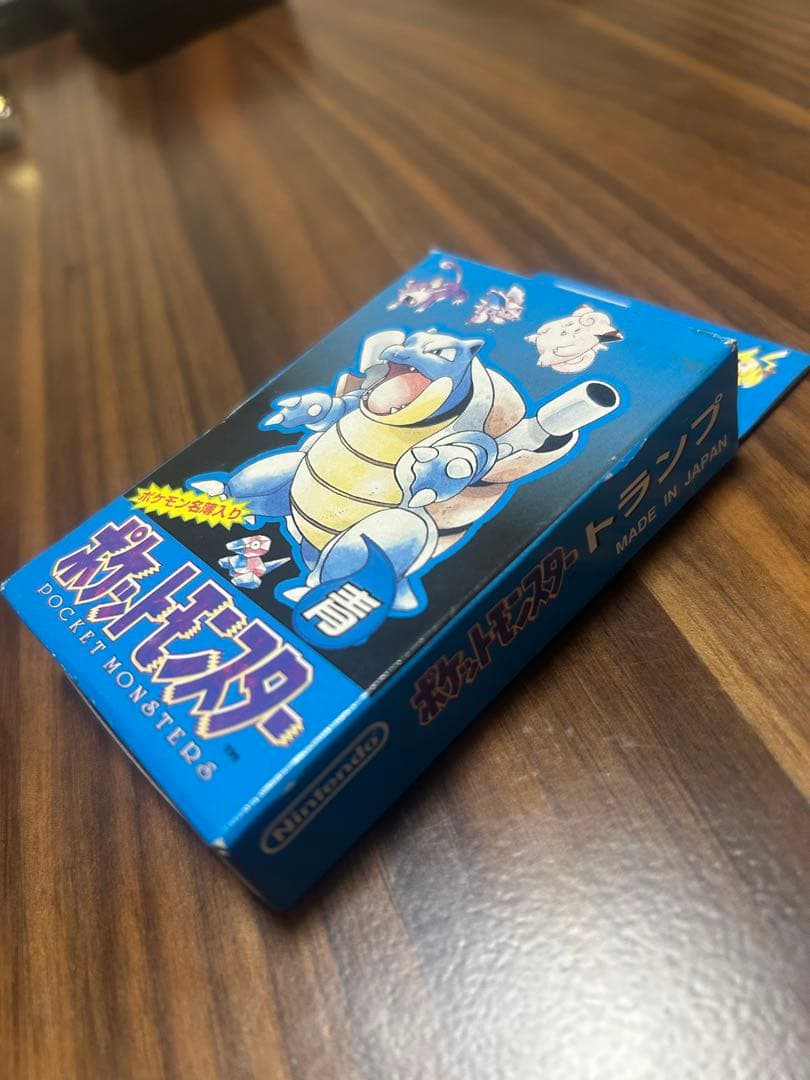 ポケモン名簿入り
青
ポケットモンスター
POCKET MONSTERS
TM
Nintendo
ポケットモンスター トランプ
MADE IN JAPAN